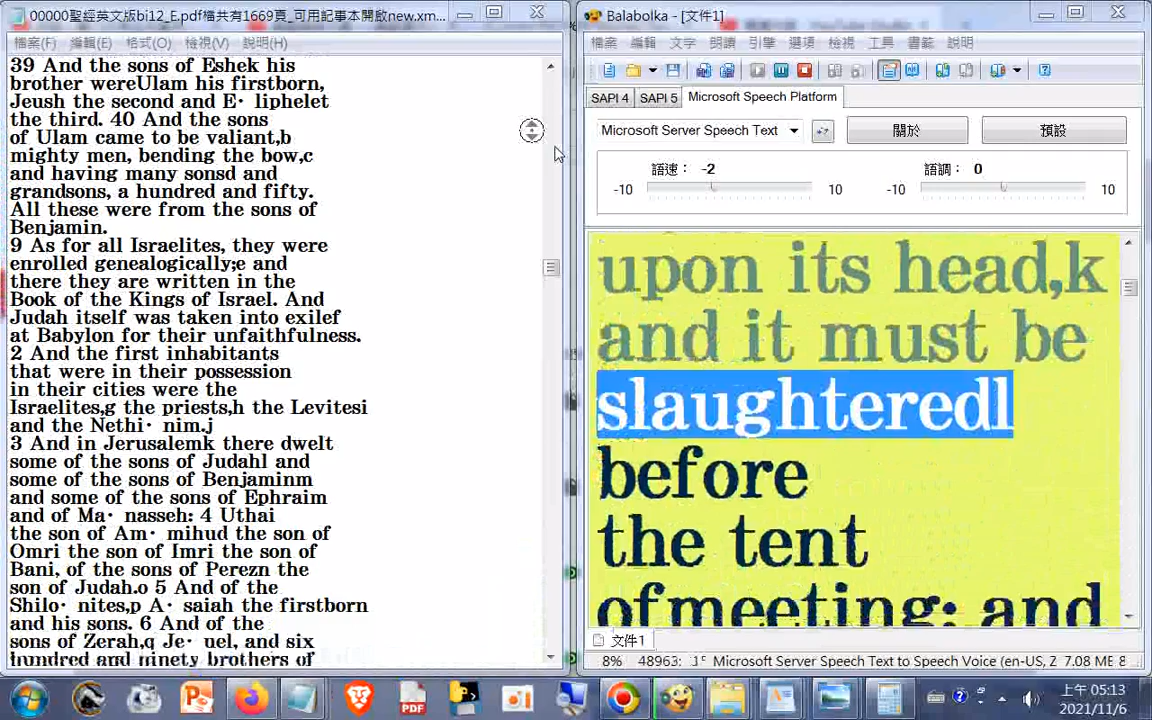 00000聖經英文版bi12_E.pdf檔共有1669頁_可用記事本開啟new.xm...
檔案(F) 編輯(E) 格式(O) 檢視(V) 說明(H)
39 And the sons of Eshek his
brother wereUlam his firstborn,
Jeush the second and E· liphelet
the third. 40 And the sons
of Ulam came to be valiant,b
mighty men, bending the bow,c
and having many sonsd and
grandsons, a hundred and fifty.
All these were from the sons of
Benjamin.
9 As for all Israelites, they were
enrolled genealogically;e and
there they are written in the
Book of the Kings of Israel. And
Judah itself was taken into exilef
at Babylon for their unfaithfulness.
2 And the first inhabitants
that were in their possession
in their cities were the
Israelites,g the priests,h the Levitesi
and the Nethi· nim.j
3 And in Jerusalemk there dwelt
some of the sons of Judahl and
some of the sons of Benjaminm
and some of the sons of Ephraim
and of Ma· nasseh: 4 Uthai
the son of Am· mihud the son of
Omri the son of Imri the son of
Bani, of the sons of Perezn the
son of Judah.o 5 And of the
Shilo· nites,p A· saiah the firstborn
and his sons. 6 And of the
sons of Zerah,q Je· uel, and six
hundred and ninety brothers of
Balabolka - [文件1]
檔案 編輯 文字 朗讀 引擎 選項 檢視 工具 書籤 說明
SAPI 4 SAPI 5 Microsoft Speech Platform
Microsoft Server Speech Text 關於 預設
語速： -2 語調： 0
-10 10 -10 10
upon its head,k
and it must be
slaughteredl
before
the tent
ofmeeting; and
文件1
8% 48963: Microsoft Server Speech Text to Speech Voice (en-US, Z 7.08 MB 8
上午 05:13
2021/11/6